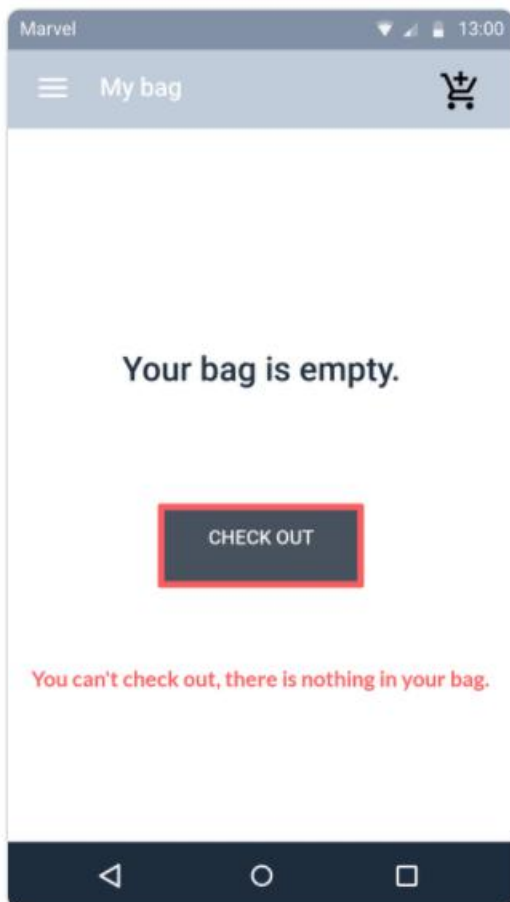 Marvel 13:00
My bag
Your bag is empty.
CHECK OUT
You can't check out, there is nothing in your bag.